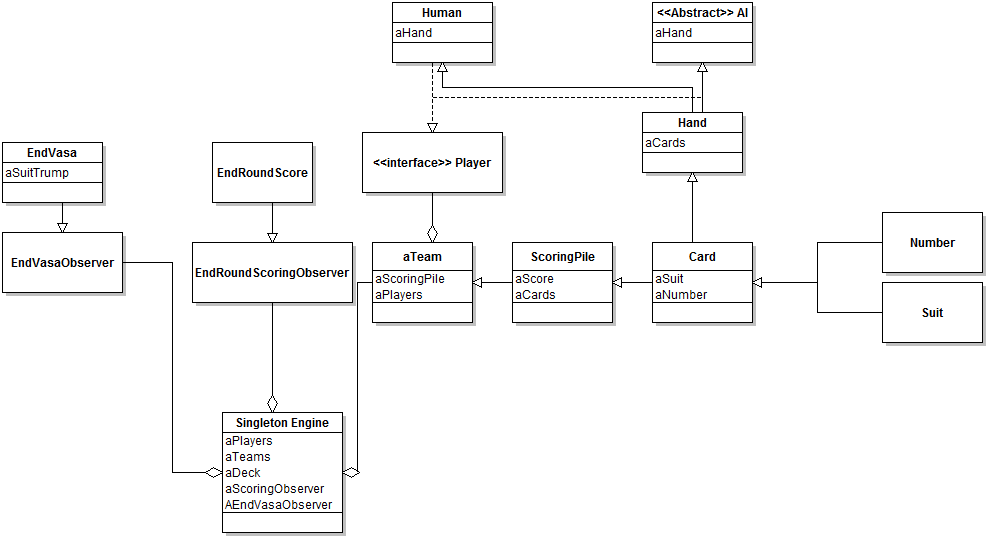 Human
aHand
<<Abstract>> AI
aHand
Hand
aCards
EndVasa
aSuitTrump
EndRoundScore
<<interface>> Player
EndVasaObserver
EndRoundScoringObserver
aTeam
aScoringPile
aPlayers
ScoringPile
aScore
aCards
Card
aSuit
aNumber
Number
Suit
Singleton Engine
aPlayers
aTeams
aDeck
aScoringObserver
AEndVasaObserver